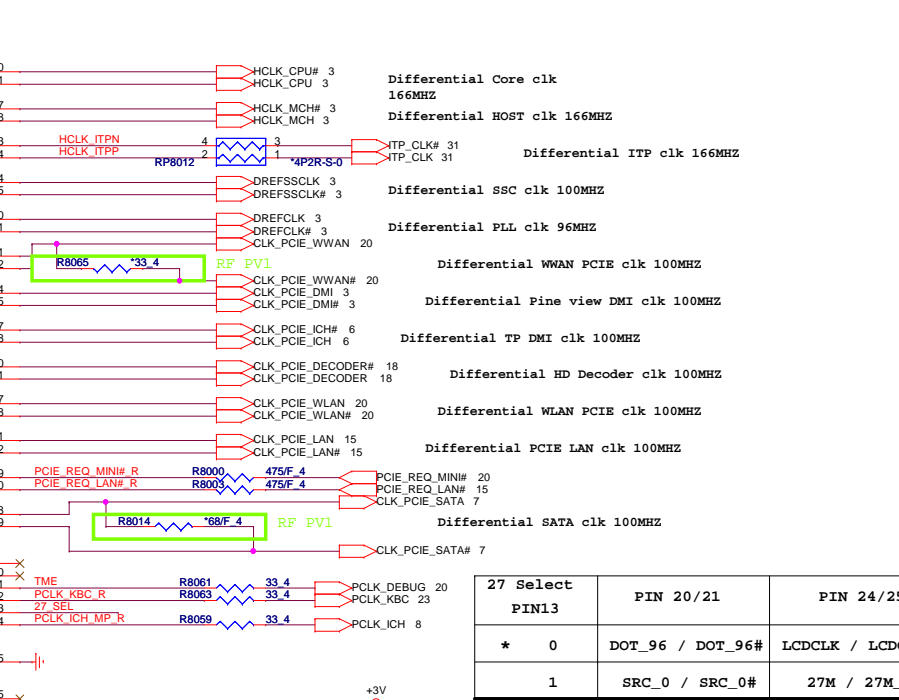 HCLK_CPU# 3
HCLK_CPU 3
Differential Core clk
166MHZ
HCLK_MCH# 3
HCLK_MCH 3
Differential HOST clk 166MHZ
HCLK_ITPN 4 3 ITP_CLK# 31
HCLK_ITPP 2 1 ITP_CLK 31
RP8012 *4P2R-S-0
Differential ITP clk 166MHZ
DREFSSCLK 3
DREFSSCLK# 3
Differential SSC clk 100MHZ
DREFCLK 3
DREFCLK# 3
Differential PLL clk 96MHZ
CLK_PCIE_WWAN 20
R8065 *33_4 RF PV1
Differential WWAN PCIE clk 100MHZ
CLK_PCIE_WWAN# 20
CLK_PCIE_DMI 3
CLK_PCIE_DMI# 3
Differential Pine view DMI clk 100MHZ
CLK_PCIE_ICH# 6
CLK_PCIE_ICH 6
Differential TP DMI clk 100MHZ
CLK_PCIE_DECODER# 18
CLK_PCIE_DECODER 18
Differential HD Decoder clk 100MHZ
CLK_PCIE_WLAN 20
CLK_PCIE_WLAN# 20
Differential WLAN PCIE clk 100MHZ
CLK_PCIE_LAN 15
CLK_PCIE_LAN# 15
Differential PCIE LAN clk 100MHZ
PCIE_REQ_MINI#_R R8000 475/F_4 PCIE_REQ_MINI# 20
PCIE_REQ_LAN#_R R8003 475/F_4 PCIE_REQ_LAN# 15
CLK_PCIE_SATA 7
R8014 *68/F_4 RF PV1
Differential SATA clk 100MHZ
CLK_PCIE_SATA# 7
TME R8061 33_4 PCLK_DEBUG 20
PCLK_KBC_R R8063 33_4 PCLK_KBC 23
27_SEL
PCLK_ICH_MP_R R8059 33_4 PCLK_ICH 8
27 Select
PIN13
PIN 20/21
PIN 24/25
* 0 DOT_96 / DOT_96# LCDCLK / LCD
1 SRC_0 / SRC_0# 27M / 27M_
+3V